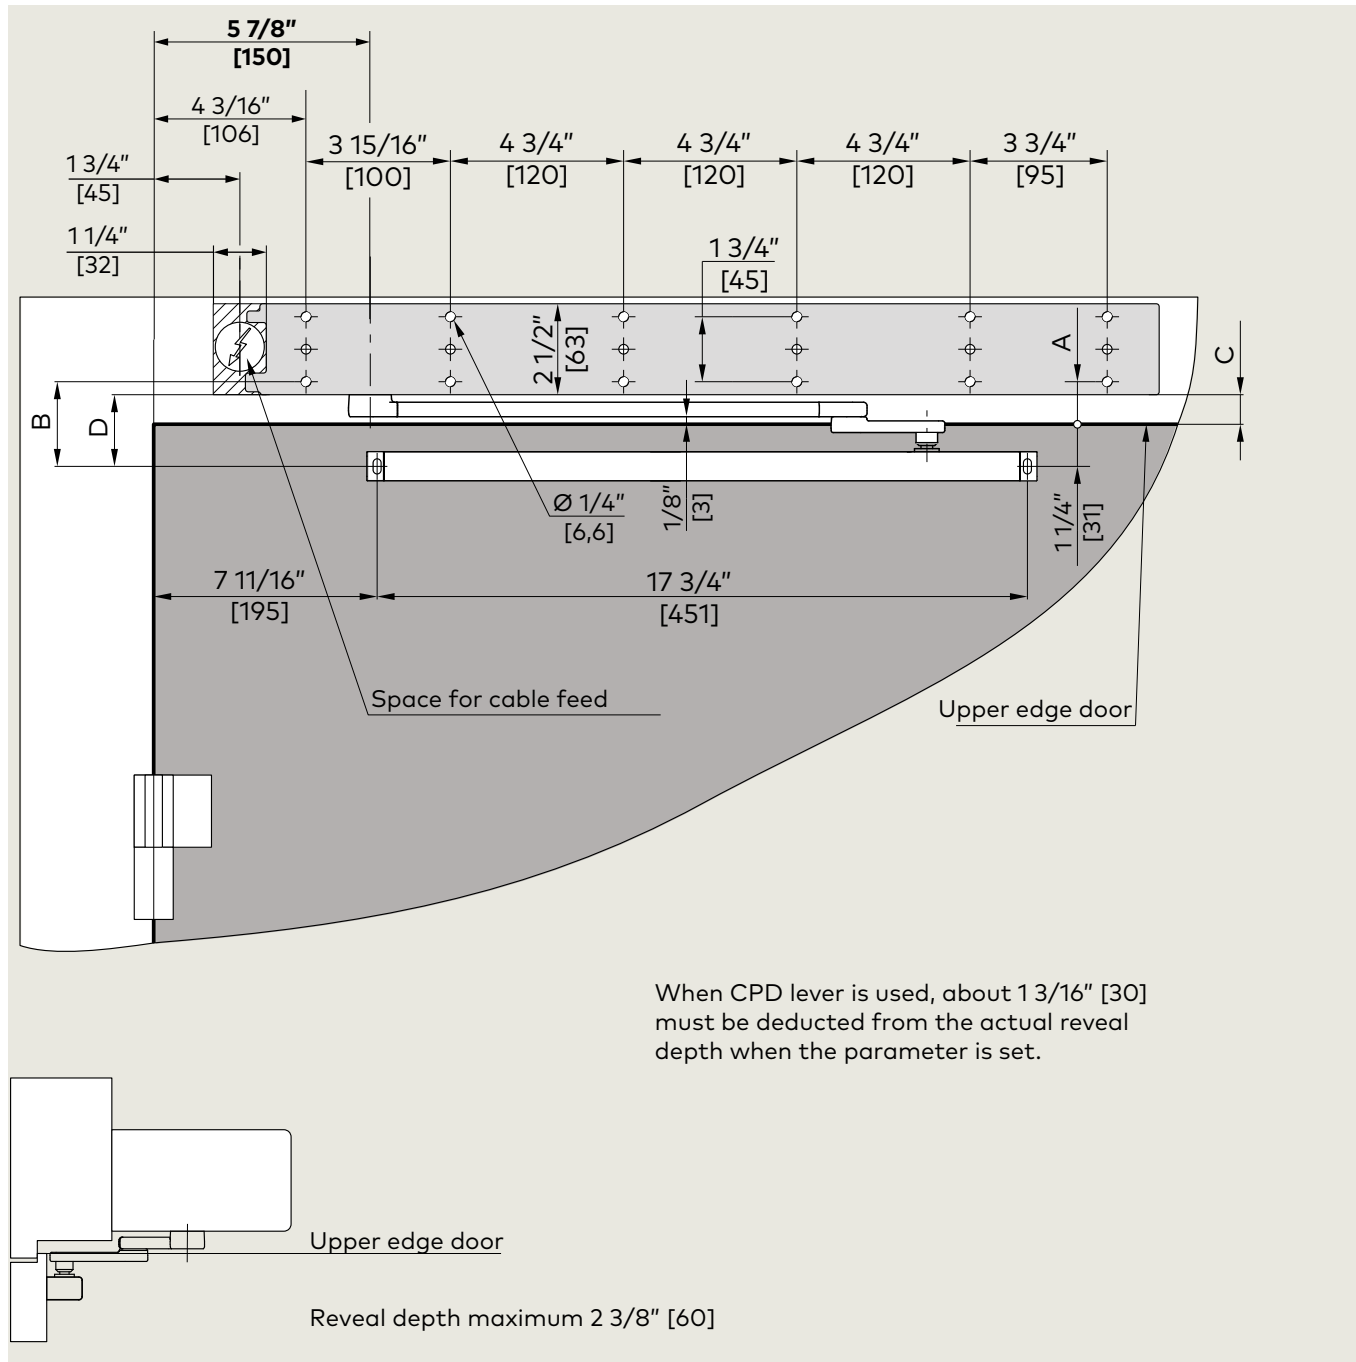 5 7/8”
[150]
4 3/16”
[106]
3 15/16”
[100]
4 3/4”
[120]
4 3/4”
[120]
4 3/4”
[120]
3 3/4”
[95]
1 3/4”
[45]
1 1/4”
[32]
1 3/4”
[45]
2 1/2”
[63]
A
C
B
D
Ø 1/4”
[6,6]
1/8”
[3]
1 1/4”
[31]
7 11/16”
[195]
17 3/4”
[451]
Space for cable feed
Upper edge door
When CPD lever is used, about 1 3/16” [30]
must be deducted from the actual reveal
depth when the parameter is set.
Upper edge door
Reveal depth maximum 2 3/8” [60]